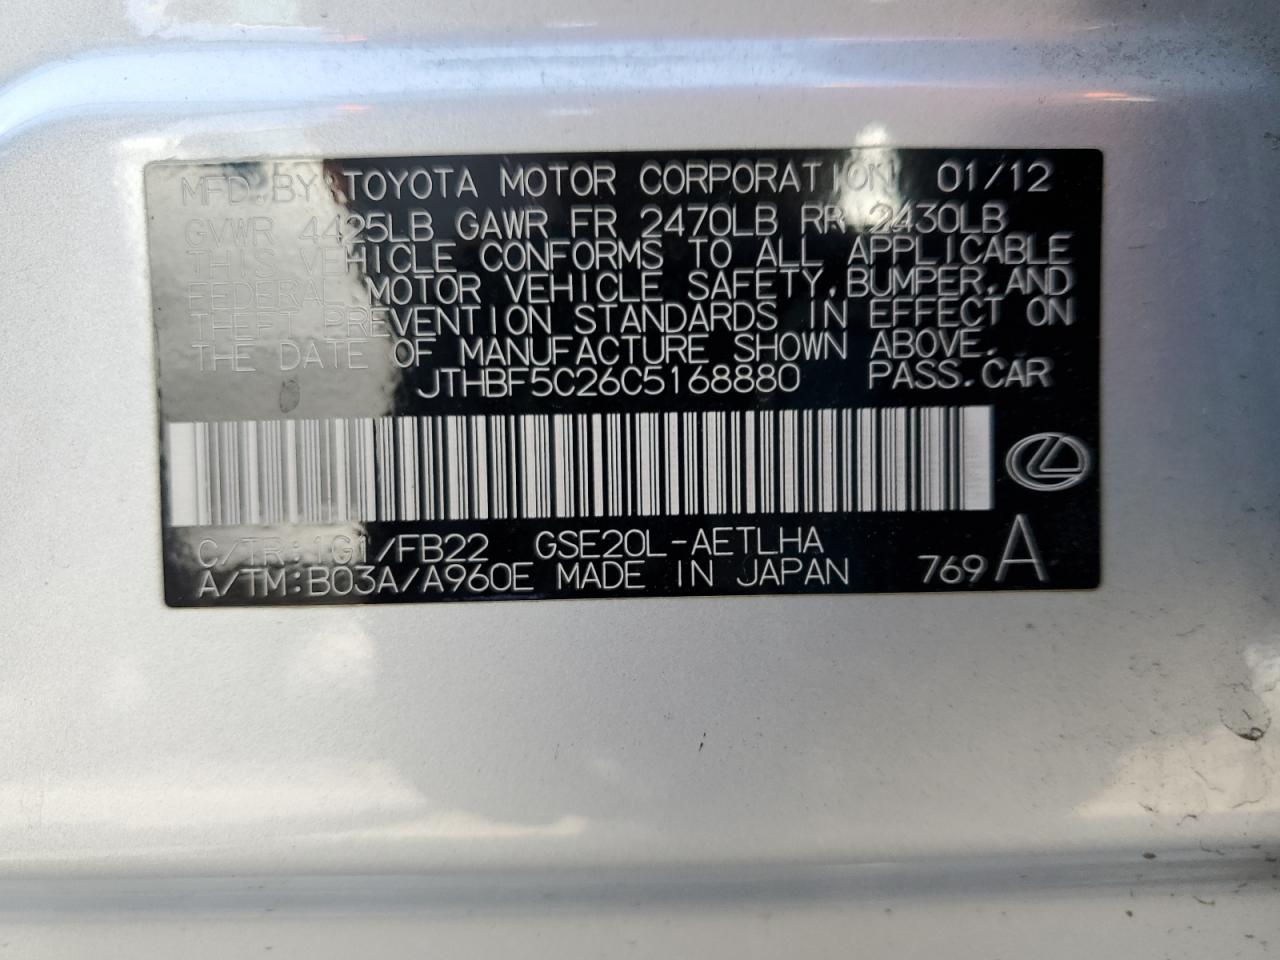 MFD. BY: TOYOTA MOTOR CORPORATION 01/12
GVWR 4425LB GAWR FR 2470LB RR 2430LB
THIS VEHICLE CONFORMS TO ALL APPLICABLE
FEDERAL MOTOR VEHICLE SAFETY, BUMPER, AND
THEFT PREVENTION STANDARDS IN EFFECT ON
THE DATE OF MANUFACTURE SHOWN ABOVE.
JTHBF5C26C5168880 PASS. CAR
C/TR: 1G1/FB22 GSE20L-AETLHA
A/TM: B03A/A960E MADE IN JAPAN 769 A